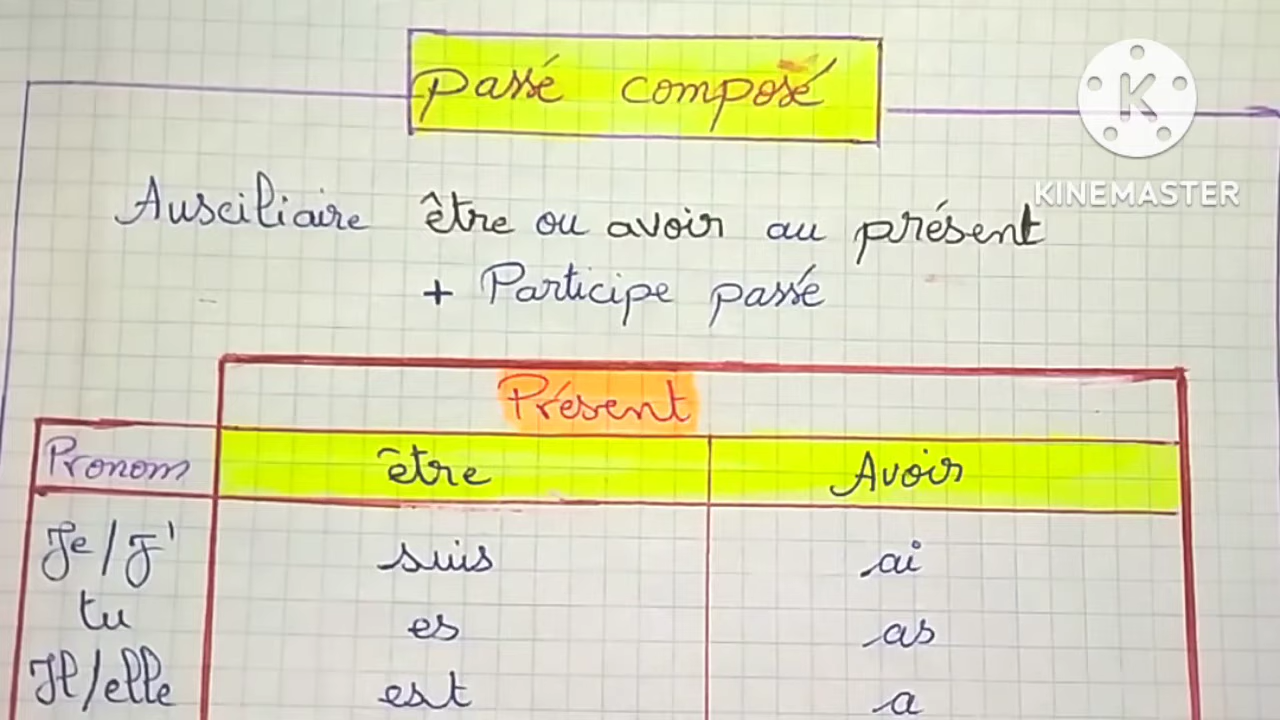 Passé composé
K
KINEMASTER
Auxciliaire être ou avoir au présent
+ Participe passé
Présent
Pronom être Avoir
Je/J' suis ai
tu es as
Il/elle est a